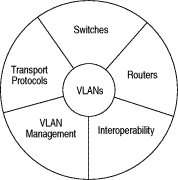 Switches
Transport
Protocols
Routers
VLANs
VLAN
Management
Interoperability